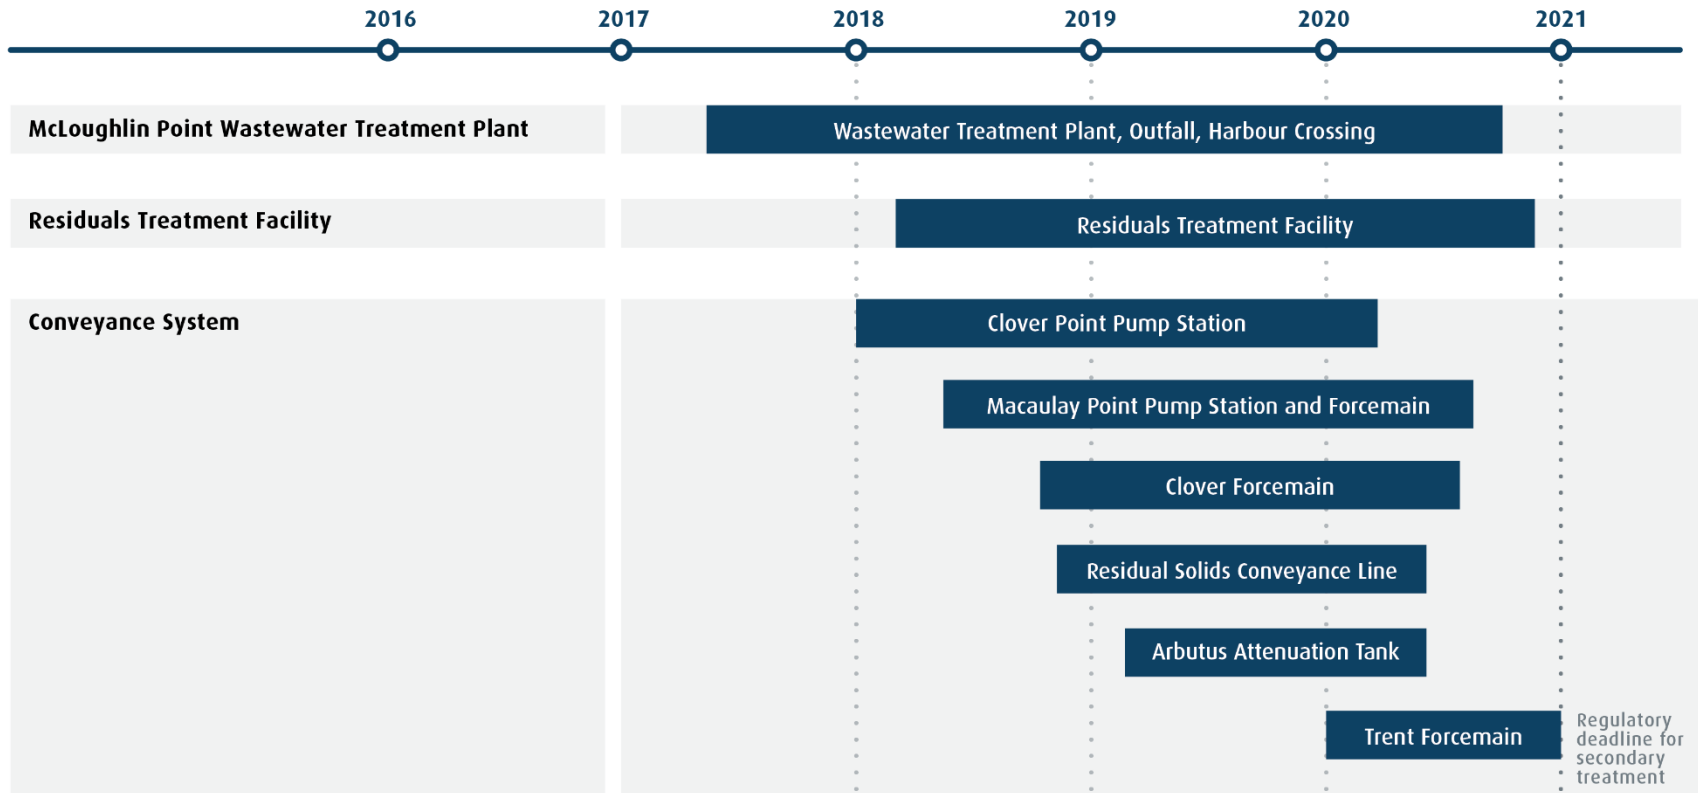 2016 2017 2018 2019 2020 2021
McLoughlin Point Wastewater Treatment Plant
Wastewater Treatment Plant, Outfall, Harbour Crossing
Residuals Treatment Facility
Residuals Treatment Facility
Conveyance System
Clover Point Pump Station
Macaulay Point Pump Station and Forcemain
Clover Forcemain
Residual Solids Conveyance Line
Arbutus Attenuation Tank
Trent Forcemain
Regulatory
deadline for
secondary
treatment